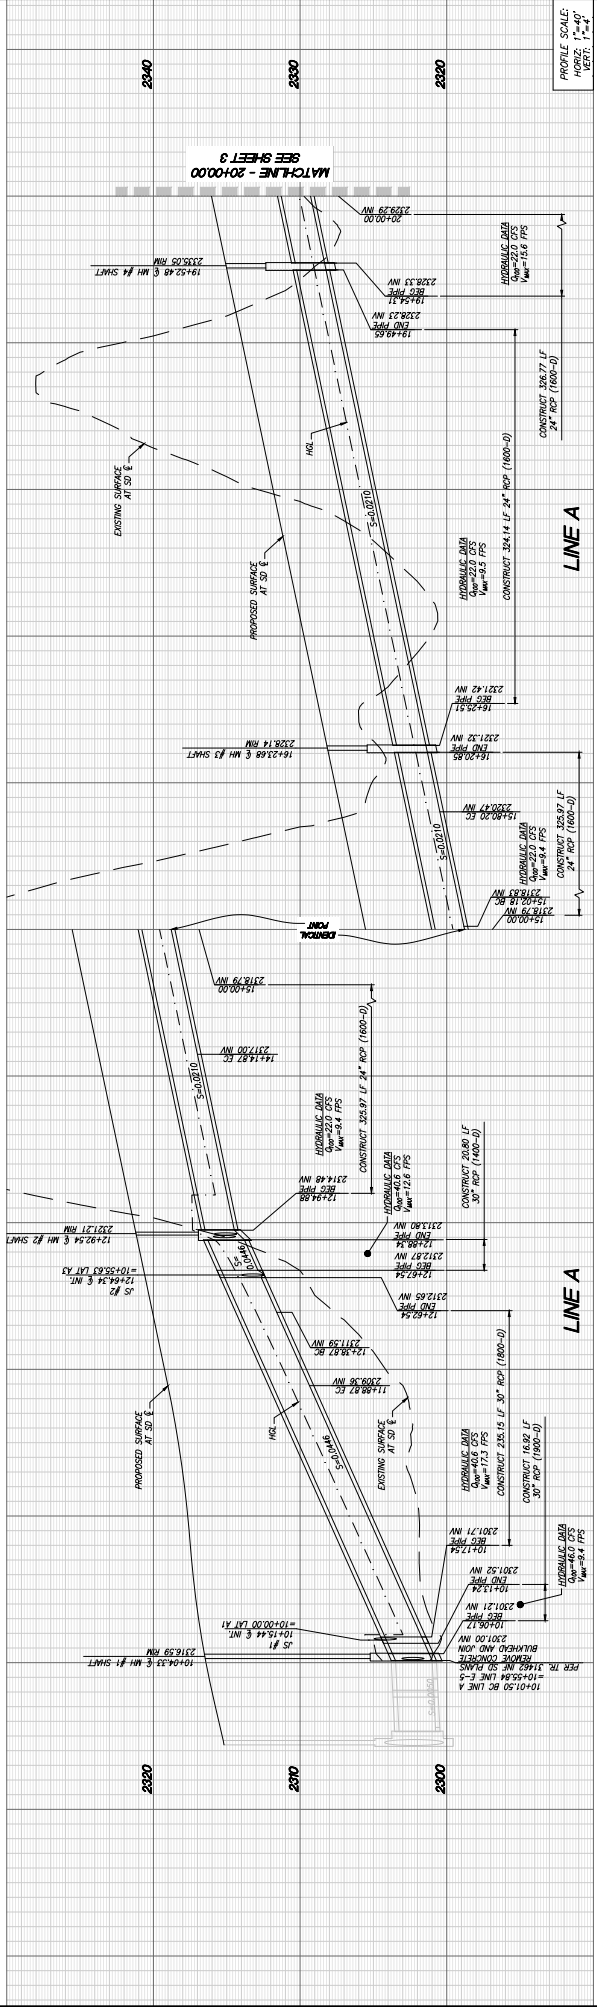 PROFILE SCALE:
HORIZ: 1"=40'
VERT: 1"=4'
2340
2330
2320
MATCHLINE - 20+00.00
SEE SHEET 3
20+00.00
2329.29 INV
19+52.48 ℄ MH #4 SHAFT
2335.05 RIM
19+54.31
BEG PIPE
2328.33 INV
19+49.65
END PIPE
2328.23 INV
HYDRAULIC DATA
Q100=22.0 CFS
VMAX=15.6 FPS
CONSTRUCT 326.77 LF
24" RCP (1600-D)
EXISTING SURFACE
AT SD ℄
HGL
PROPOSED SURFACE
AT SD ℄
S=0.0210
HYDRAULIC DATA
Q100=22.0 CFS
VMAX=9.5 FPS
CONSTRUCT 324.14 LF 24" RCP (1600-D)
LINE A
16+25.51
BEG PIPE
2321.42 INV
16+23.68 ℄ MH #3 SHAFT
2328.14 RIM
16+20.85
END PIPE
2321.32 INV
15+80.20 EC
2320.47 INV
S=0.0210
HYDRAULIC DATA
Q100=22.0 CFS
VMAX=9.4 FPS
CONSTRUCT 325.97 LF
24" RCP (1600-D)
15+02.18 BC
2318.83 INV
15+00.00
2318.79 INV
IDENTICAL
POINT
15+00.00
2318.79 INV
14+14.87 EC
2317.00 INV
S=0.0210
HYDRAULIC DATA
Q100=22.0 CFS
VMAX=9.4 FPS
CONSTRUCT 325.97 LF 24" RCP (1600-D)
12+94.88
BEG PIPE
2314.48 INV
12+92.54 ℄ MH #2 SHAFT
2321.21 RIM
HYDRAULIC DATA
Q100=40.6 CFS
VMAX=12.6 FPS
CONSTRUCT 20.80 LF
30" RCP (1400-D)
12+88.34
END PIPE
2313.80 INV
12+67.54
BEG PIPE
2312.87 INV
JS #2
12+64.34 ℄ INT.
=10+55.63 LAT A3
S=
0.0446
12+62.54
END PIPE
2312.65 INV
12+38.87 BC
2311.59 INV
11+88.87 EC
2309.36 INV
LINE A
PROPOSED SURFACE
AT SD ℄
HGL
S=0.0446
EXISTING SURFACE
AT SD ℄
HYDRAULIC DATA
Q100=40.6 CFS
VMAX=17.3 FPS
CONSTRUCT 235.15 LF 30" RCP (1800-D)
CONSTRUCT 16.92 LF
30" RCP (1900-D)
HYDRAULIC DATA
Q100=46.0 CFS
VMAX=9.4 FPS
10+17.54
2301.71 INV
BEG PIPE
10+13.24
END PIPE
2301.52 INV
10+06.17
BEG PIPE
2301.21 INV
JS #1
10+15.44 ℄ INT.
=10+00.00 LAT A1
10+04.33 ℄ MH #1 SHAFT
2316.59 RIM
10+01.50 BC LINE A
=10+55.84 LINE E-5
PER TR. 31462 INF SD PLANS
REMOVE CONCRETE
BULKHEAD AND JOIN
2301.00 INV
2320
2310
2300